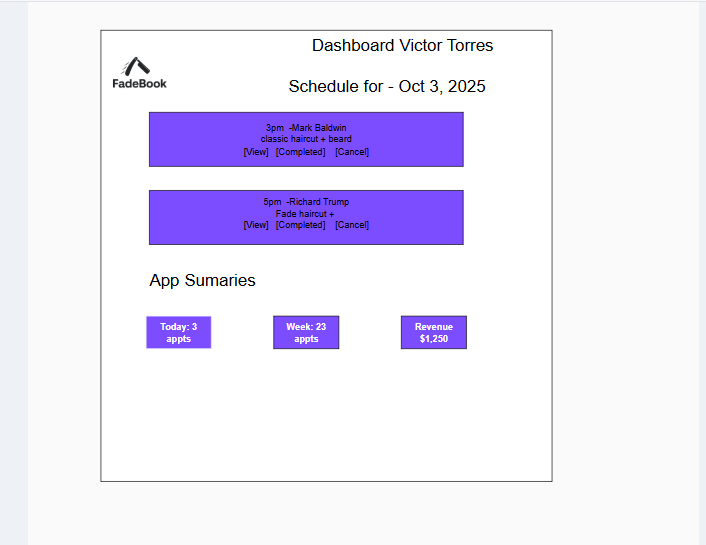 Dashboard Victor Torres
FadeBook
Schedule for - Oct 3, 2025
3pm -Mark Baldwin
classic haircut + beard
[View] [Completed] [Cancel]
5pm -Richard Trump
Fade haircut +
[View] [Completed] [Cancel]
App Sumaries
Today: 3
appts
Week: 23
appts
Revenue
$1,250